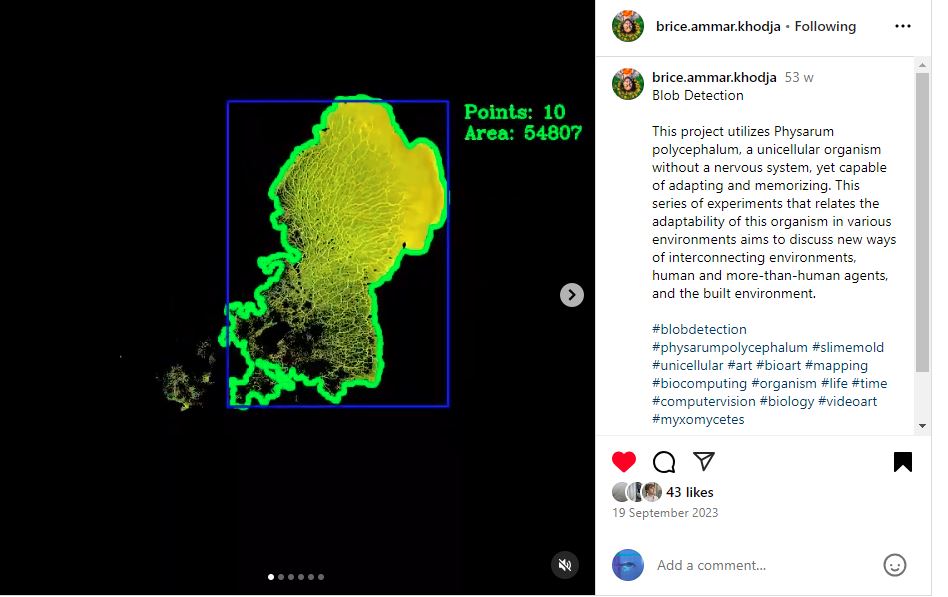 Points: 10
Area: 54807
brice.ammar.khodja • Following
brice.ammar.khodja 53 w
Blob Detection
This project utilizes Physarum
polycephalum, a unicellular organism
without a nervous system, yet capable
of adapting and memorizing. This
series of experiments that relates the
adaptability of this organism in various
environments aims to discuss new ways
of interconnecting environments,
human and more-than-human agents,
and the built environment.
#blobdetection
#physarumpolycephalum #slimemold
#unicellular #art #bioart #mapping
#biocomputing #organism #life #time
#computervision #biology #videoart
#myxomycetes
43 likes
19 September 2023
Add a comment...